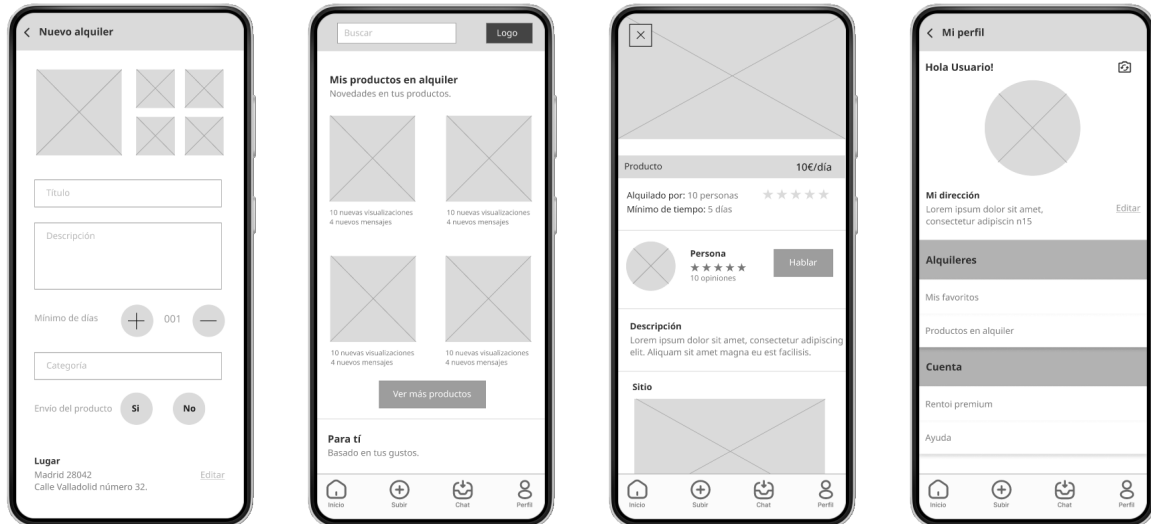 Nuevo alquiler
Título
Descripción
Mínimo de días
001
Categoría
Envío del producto
Si
No
Lugar
Madrid 28042
Editar
Calle Valladolid número 32.
Buscar
Logo
Mis productos en alquiler
Novedades en tus productos.
10 nuevas visualizaciones
4 nuevos mensajes
10 nuevas visualizaciones
4 nuevos mensajes
10 nuevas visualizaciones
4 nuevos mensajes
10 nuevas visualizaciones
4 nuevos mensajes
Ver más productos
Para tí
Basado en tus gustos.
Inicio
Subir
Chat
Perfil
Producto
10€/día
Alquilado por: 10 personas
Mínimo de tiempo: 5 días
Persona
10 opiniones
Hablar
Descripción
Lorem ipsum dolor sit amet, consectetur adipiscing
elit. Aliquam sit amet magna eu est facilisis.
Sitio
Inicio
Subir
Chat
Perfil
Mi perfil
Hola Usuario!
Mi dirección
Lorem ipsum dolor sit amet,
consectetur adipiscin n15
Editar
Alquileres
Mis favoritos
Productos en alquiler
Cuenta
Rentoi premium
Ayuda
Inicio
Subir
Chat
Perfil